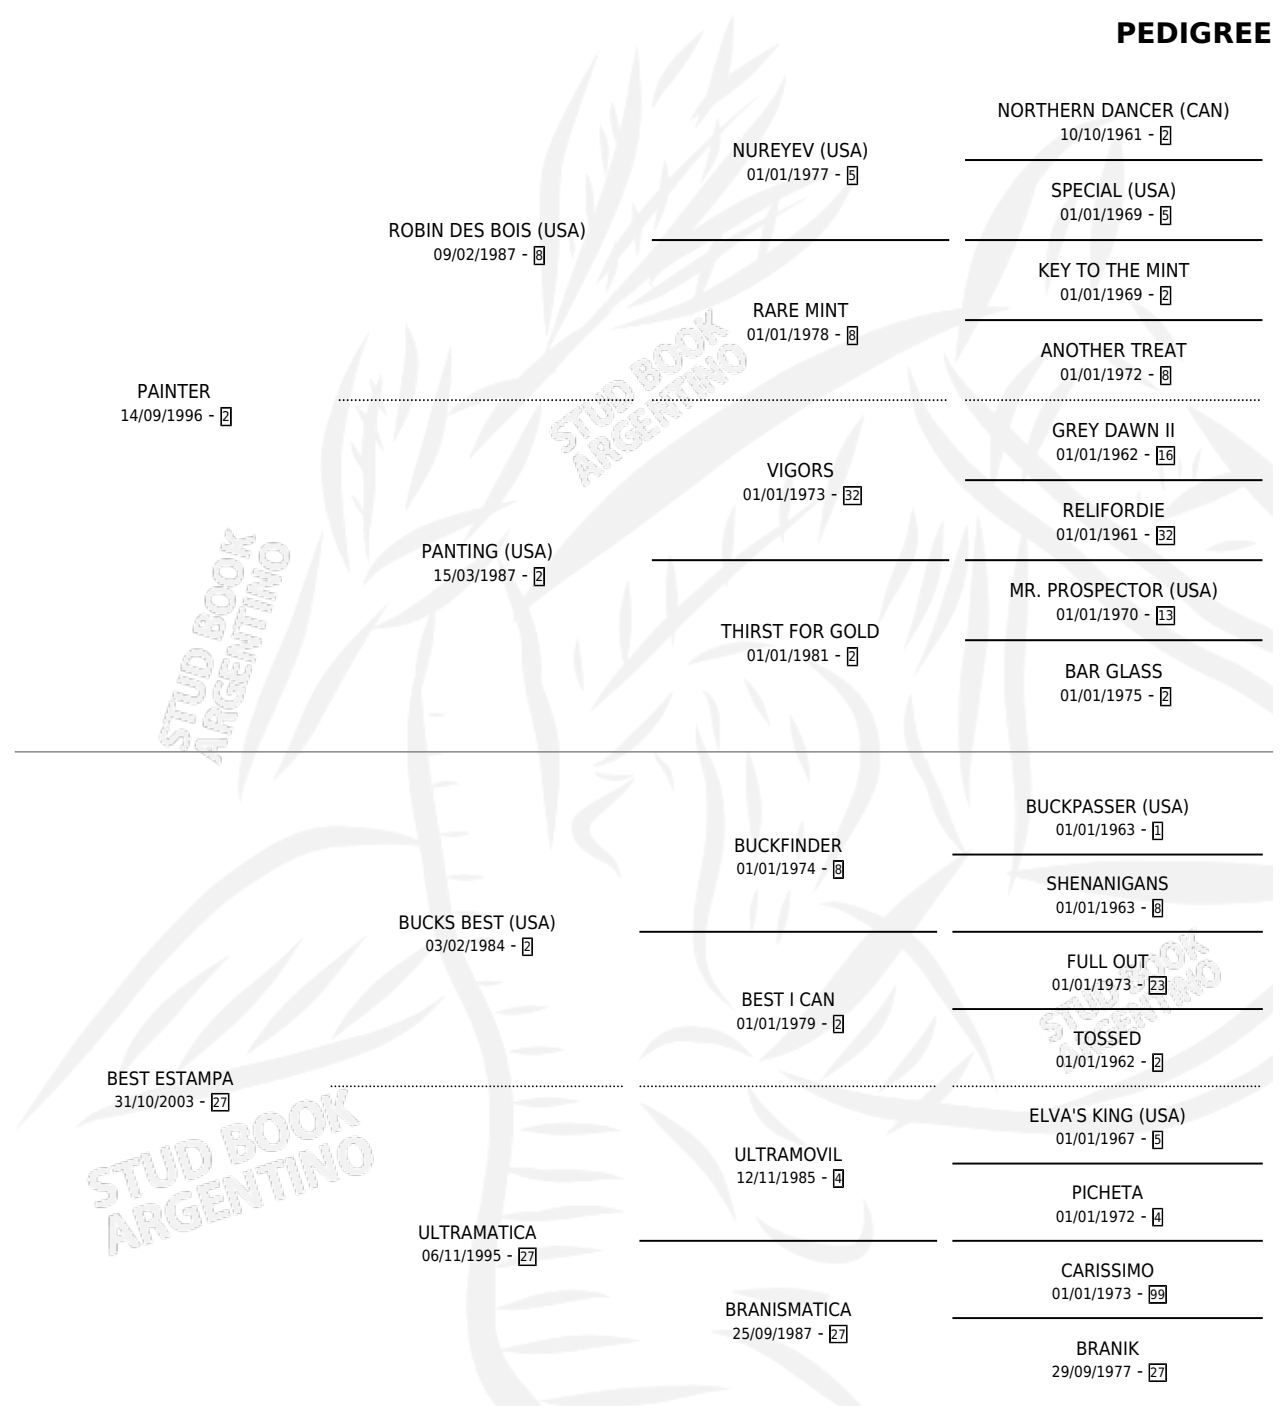 PEDIGREE
NORTHERN DANCER (CAN)
10/10/1961 - 2
NUREYEV (USA)
01/01/1977 - 5
SPECIAL (USA)
01/01/1969 - 5
ROBIN DES BOIS (USA)
09/02/1987 - 8
KEY TO THE MINT
01/01/1969 - 2
RARE MINT
01/01/1978 - 8
ANOTHER TREAT
01/01/1972 - 8
PAINTER
14/09/1996 - 2
GREY DAWN II
01/01/1962 - 16
VIGORS
01/01/1973 - 32
RELIFORDIE
01/01/1961 - 32
PANTING (USA)
15/03/1987 - 2
MR. PROSPECTOR (USA)
01/01/1970 - 13
THIRST FOR GOLD
01/01/1981 - 2
BAR GLASS
01/01/1975 - 2
STUD BOOK
ARGENTINO
STUD BOOK
ARGENTINO
BUCKPASSER (USA)
01/01/1963 - 1
BUCKFINDER
01/01/1974 - 8
SHENANIGANS
01/01/1963 - 8
BUCKS BEST (USA)
03/02/1984 - 2
FULL OUT
01/01/1973 - 23
BEST I CAN
01/01/1979 - 2
TOSSED
01/01/1962 - 2
STUD BOOK
ARGENTINO
BEST ESTAMPA
31/10/2003 - 27
ELVA'S KING (USA)
01/01/1967 - 5
ULTRAMOVIL
12/11/1985 - 4
PICHETA
01/01/1972 - 4
STUD BOOK
ARGENTINO
ULTRAMATICA
06/11/1995 - 27
CARISSIMO
01/01/1973 - 99
BRANISMATICA
25/09/1987 - 27
BRANIK
29/09/1977 - 27